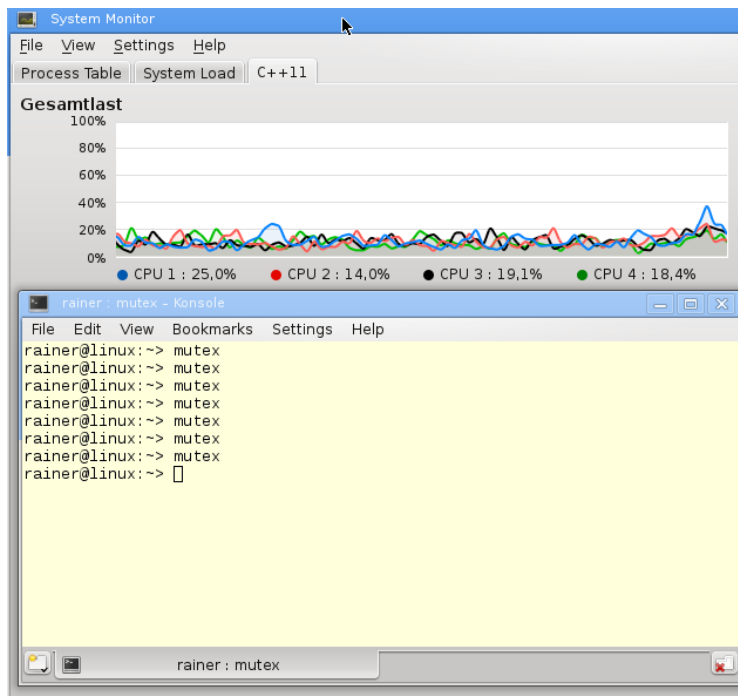 System Monitor
File View Settings Help
Process Table System Load C++11
Gesamtlast
100%
80%
60%
40%
20%
0%
CPU 1 : 25,0% CPU 2 : 14,0% CPU 3 : 19,1% CPU 4 : 18,4%
rainer : mutex – Konsole
File Edit View Bookmarks Settings Help
rainer@linux:~> mutex
rainer@linux:~> mutex
rainer@linux:~> mutex
rainer@linux:~> mutex
rainer@linux:~> mutex
rainer@linux:~> mutex
rainer@linux:~> mutex
rainer@linux:~>
rainer : mutex